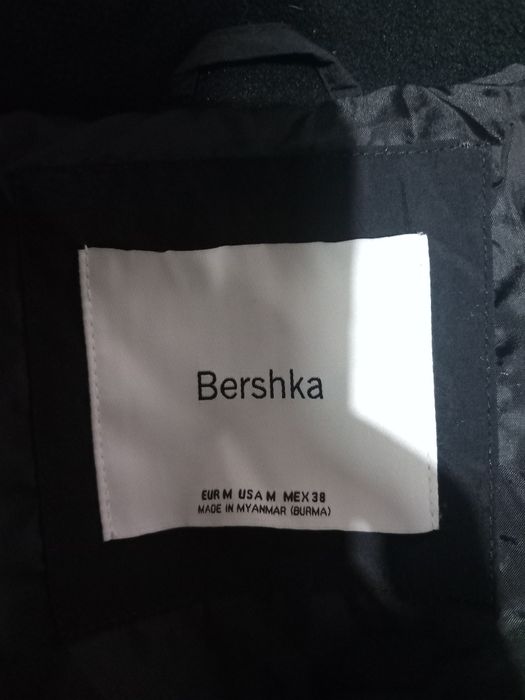 Bershka
EUR M USA M MEX 38
MADE IN MYANMAR (BURMA)